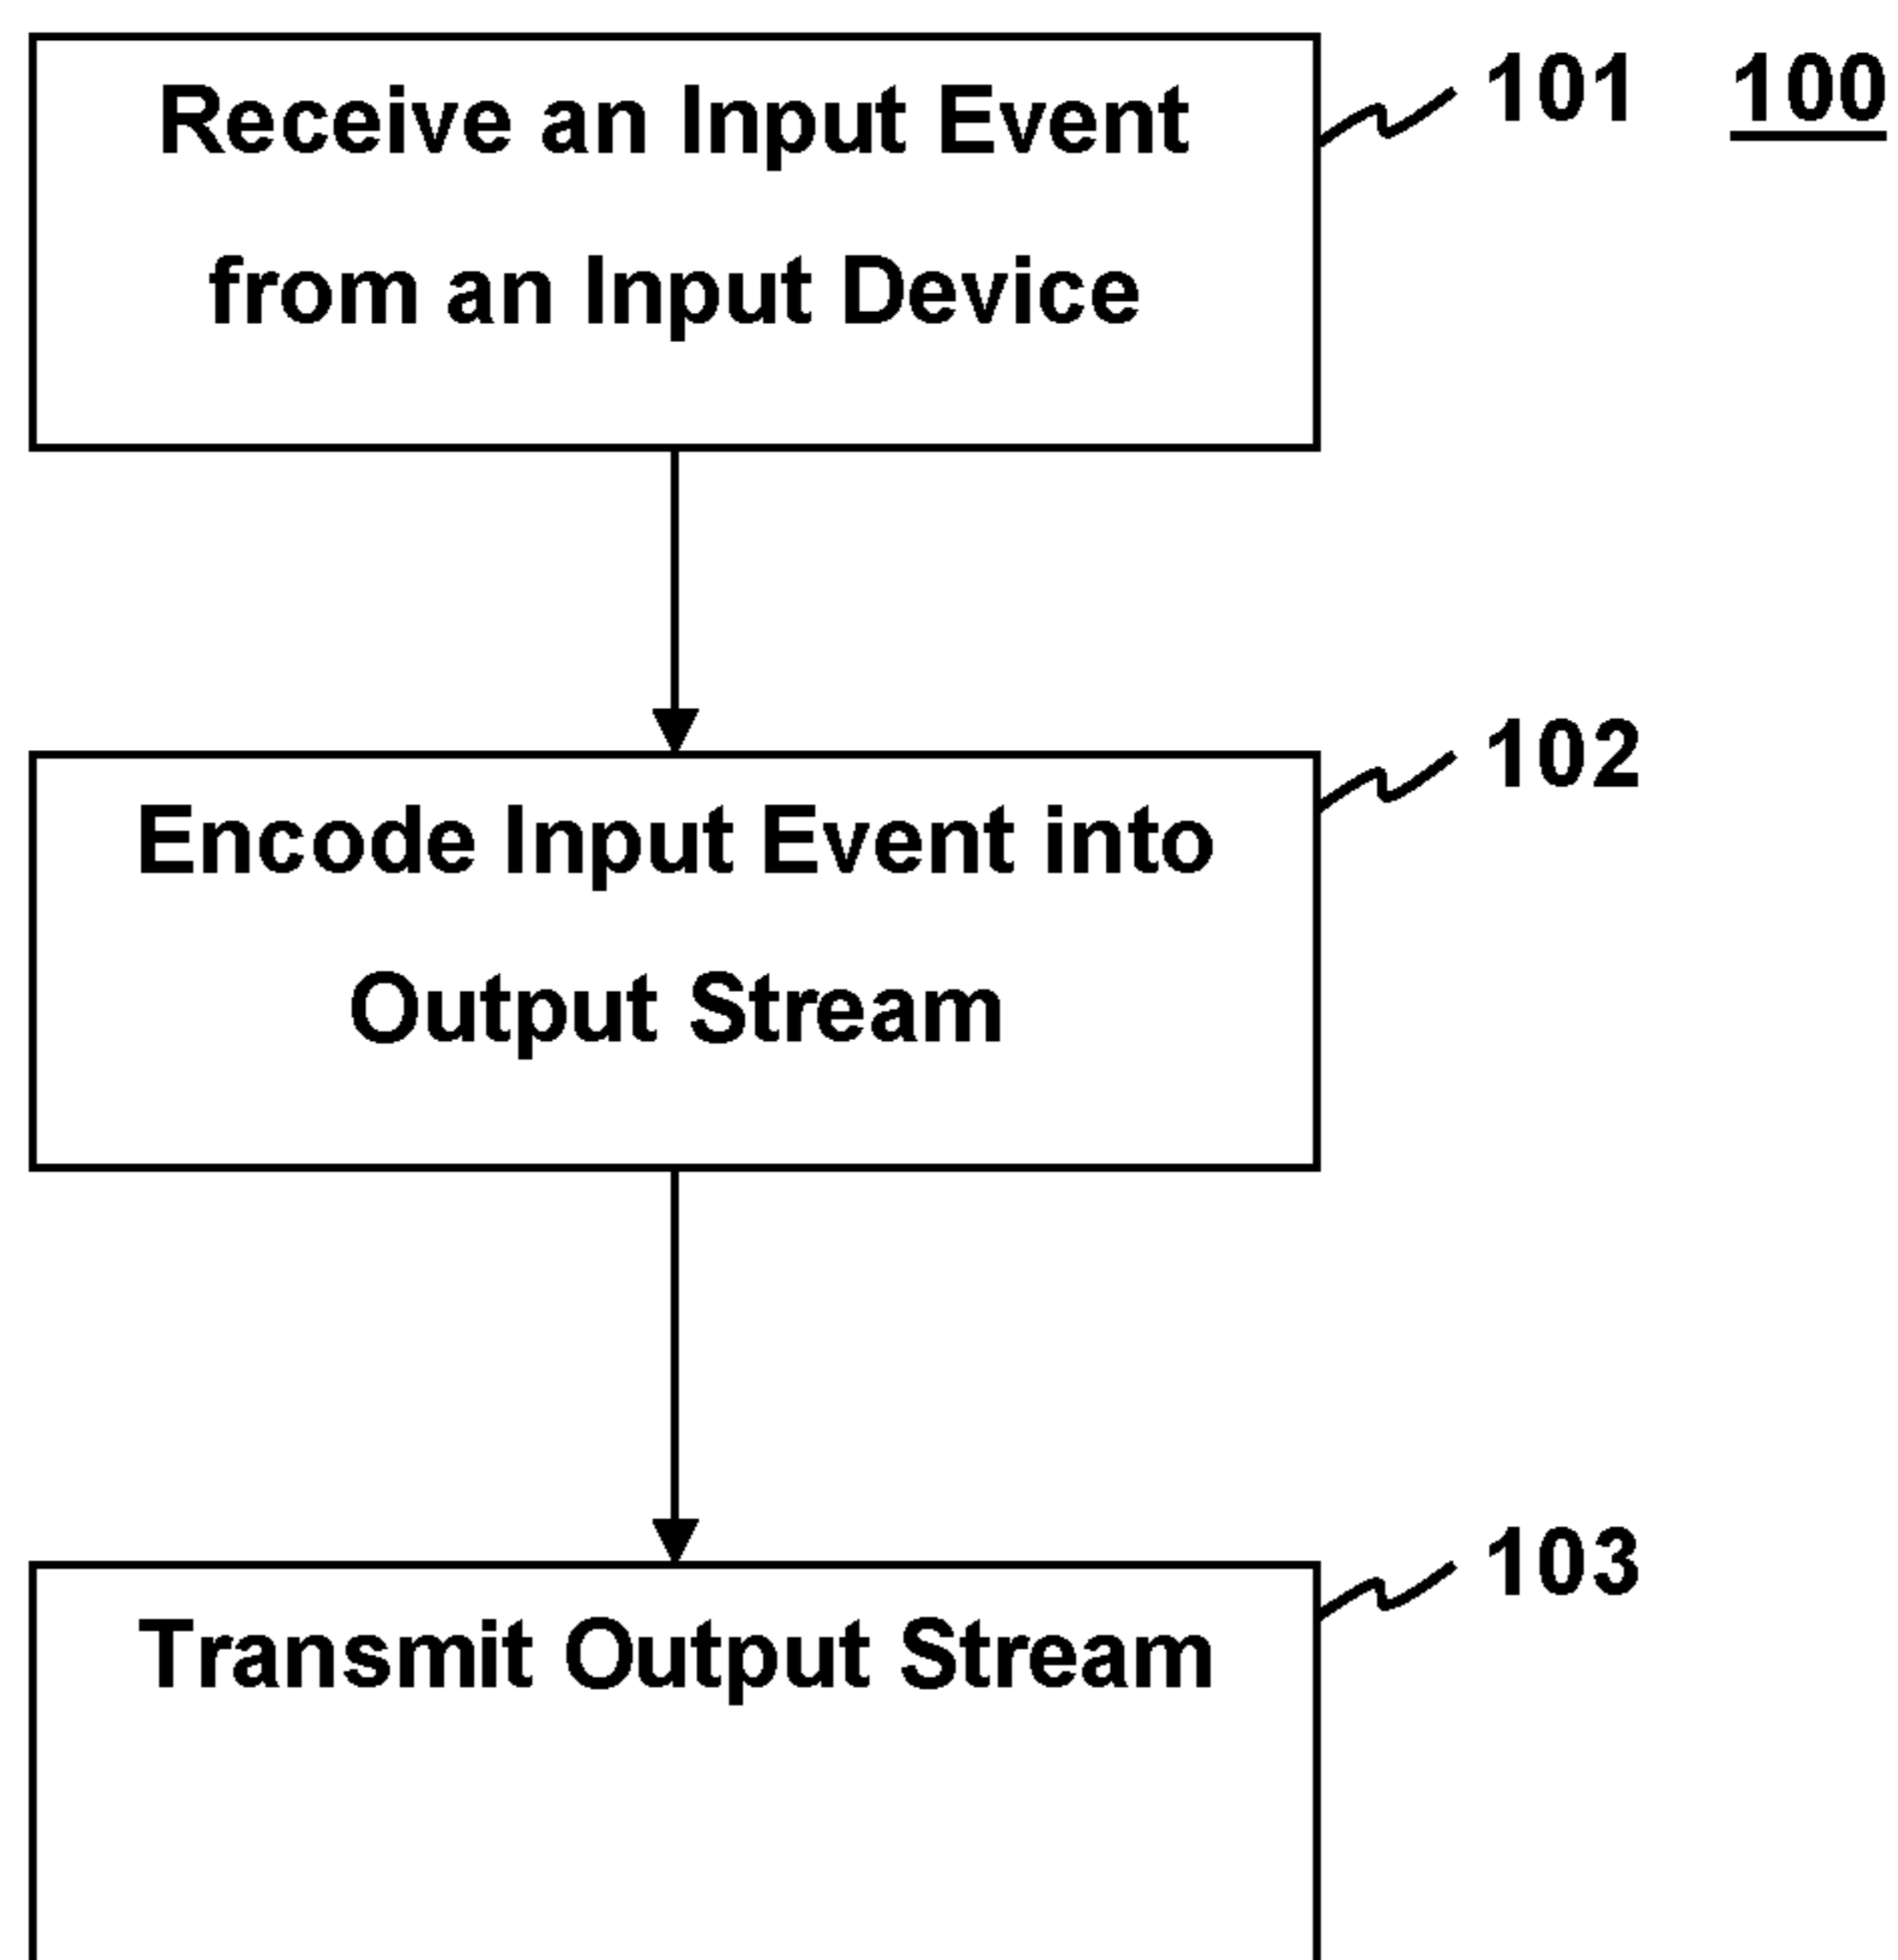 Receive an Input Event
from an Input Device
101
100
Encode Input Event into
Output Stream
102
Transmit Output Stream
103